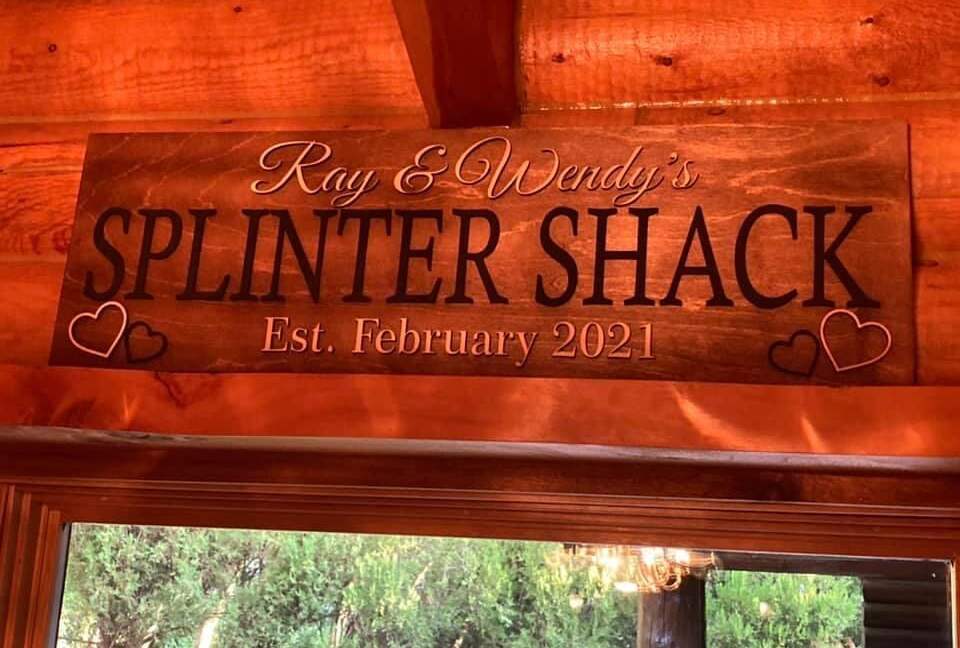 Ray & Wendy's
SPLINTER SHACK
Est. February 2021